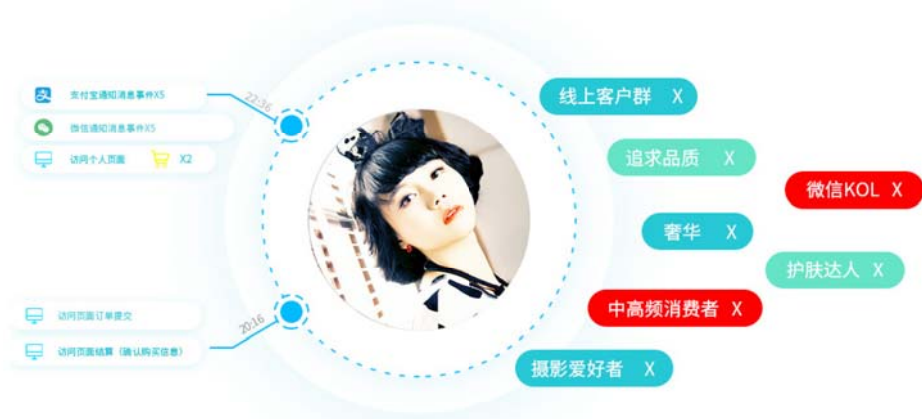 支付宝通知消息事件X5
微信通知消息事件X5
访问个人页面 X2
22:36
访问页面订单提交
访问页面结算（确认购买信息）
20:16
线上客户群 X
追求品质 X
微信KOL X
奢华 X
护肤达人 X
中高频消费者 X
摄影爱好者 X